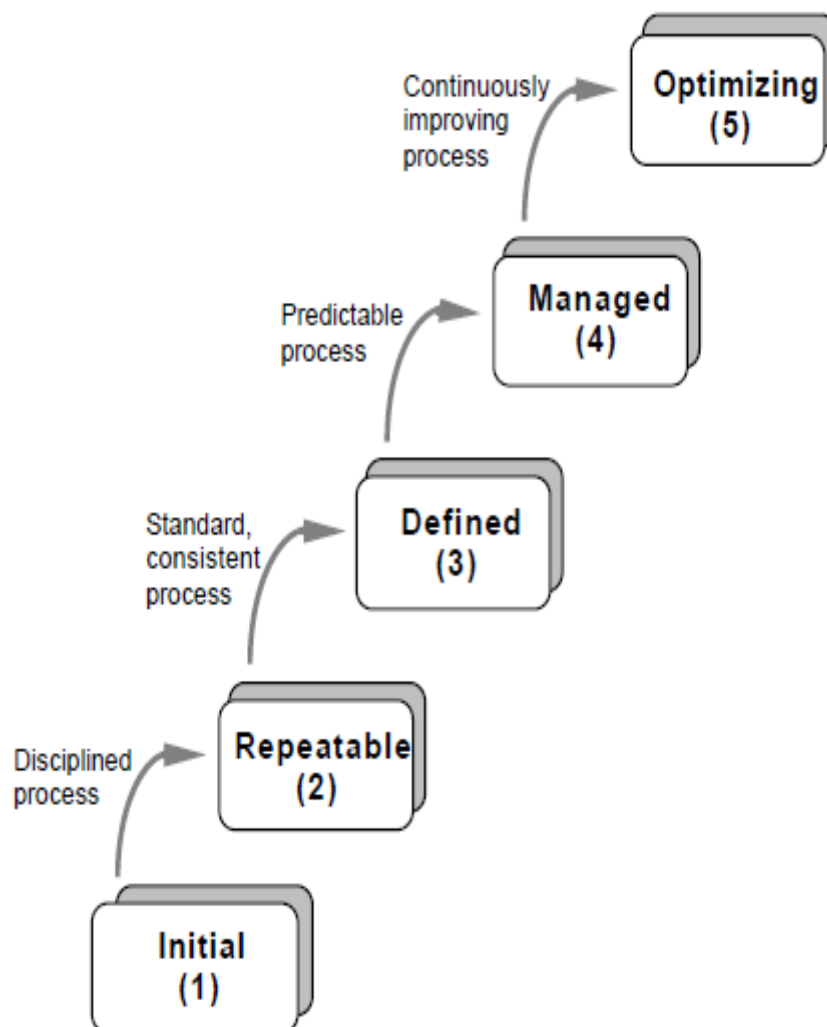 Continuously
improving
process
Optimizing
(5)
Predictable
process
Managed
(4)
Standard,
consistent
process
Defined
(3)
Disciplined
process
Repeatable
(2)
Initial
(1)